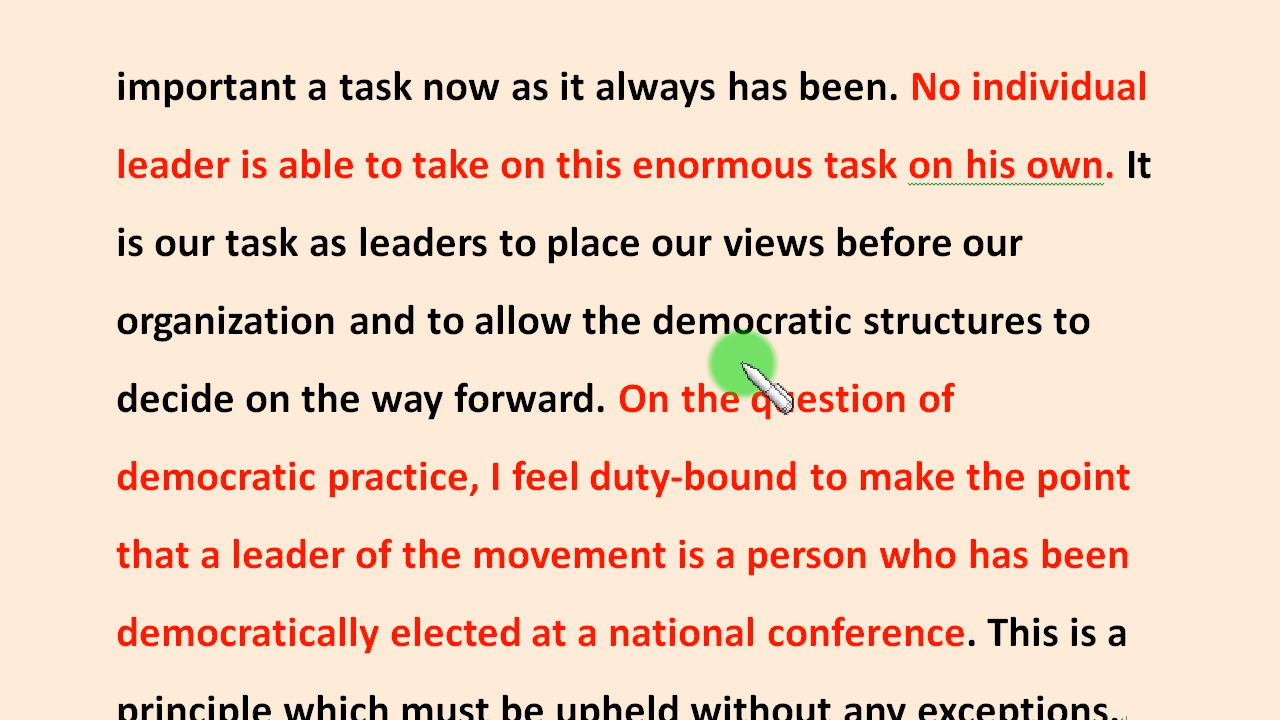 important a task now as it always has been. No individual
leader is able to take on this enormous task on his own. It
is our task as leaders to place our views before our
organization and to allow the democratic structures to
decide on the way forward. On the question of
democratic practice, I feel duty-bound to make the point
that a leader of the movement is a person who has been
democratically elected at a national conference. This is a
principle which must be upheld without any exceptions.